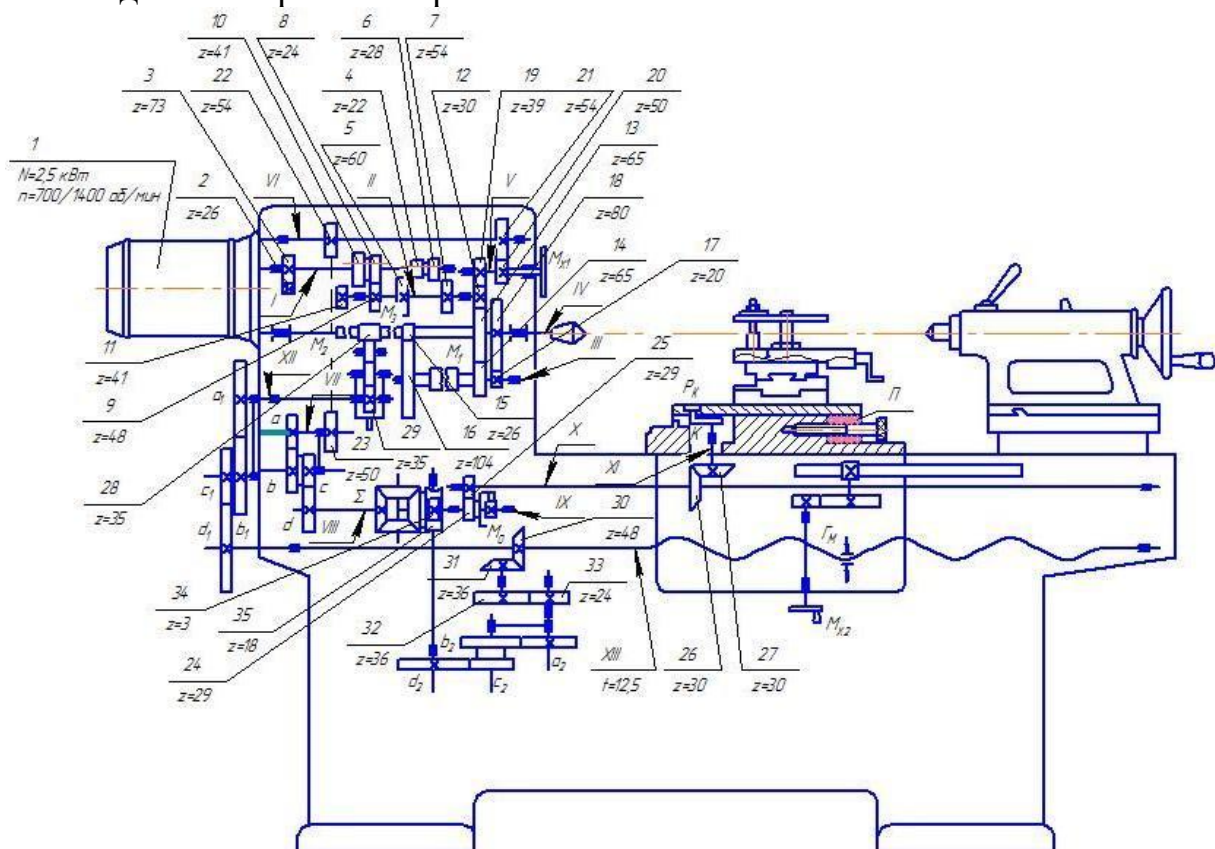 10
z=41
8
z=24
6
z=28
7
z=54
3
z=73
22
z=54
4
z=22
12
z=30
19
z=39
21
z=54
20
z=50
1
N=2,5 кВт
n=700/1400 об/мин
2
z=26
VI
5
z=60
II
V
13
z=65
18
z=80
14
z=65
17
z=20
Mх1
I
M3
IV
M2
M1
III
11
z=41
XII
VII
25
z=29
9
z=48
a1
a
Pк
П
К
15
z=26
16
z=104
29
z=35
23
z=50
X
XI
28
z=35
b
c
c1
d1
b1
d
Σ
VIII
M0
IX
30
z=48
Гм
31
z=36
33
z=24
34
z=3
35
z=18
32
z=36
24
z=29
b2
d2
c2
a2
XIII
t=12,5
26
z=30
27
z=30
Mх2